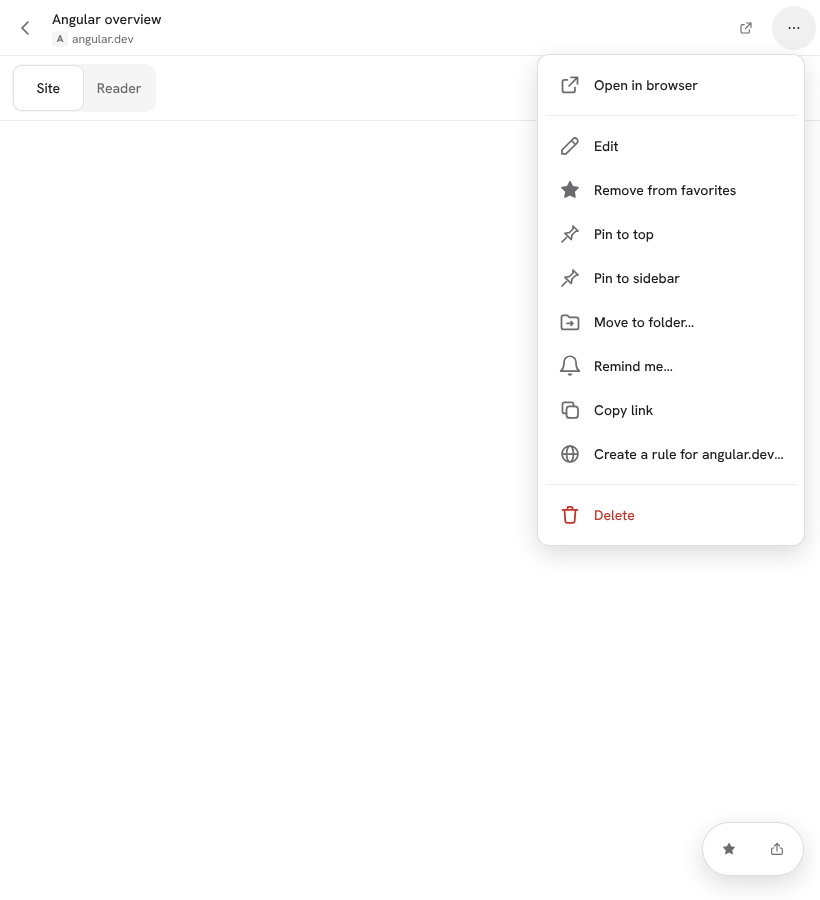 Angular overview
A angular.dev
Site
Reader
Open in browser
Edit
Remove from favorites
Pin to top
Pin to sidebar
Move to folder...
Remind me...
Copy link
Create a rule for angular.dev...
Delete